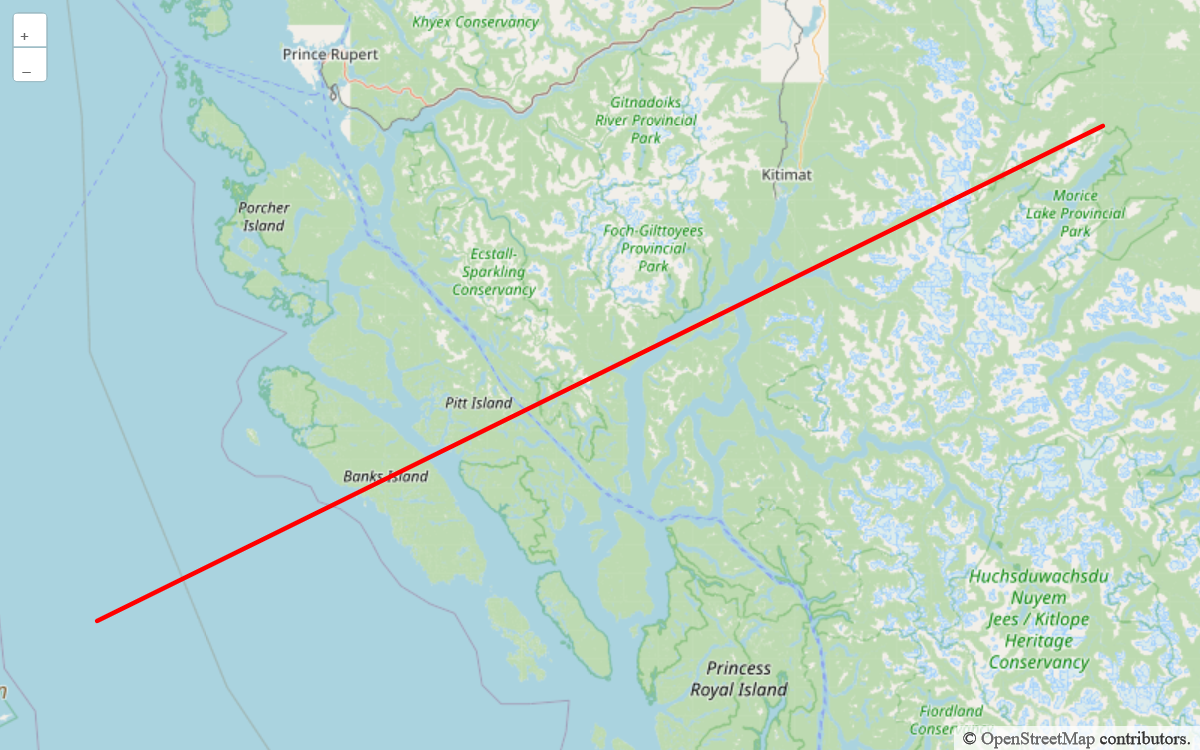 +
–
Khyex Conservancy
Prince Rupert
Gitnadoiks
River Provincial
Park
Kitimat
Morice
Lake Provincial
Park
Porcher
Island
Foch-Gilttoyees
Provincial
Park
Ecstall-
Sparkling
Conservancy
Pitt Island
Banks Island
Huchsduwachsdu
Nuyem
Jees / Kitlope
Heritage
Conservancy
Princess
Royal Island
n
Fiordland
Conser
© OpenStreetMap contributors.